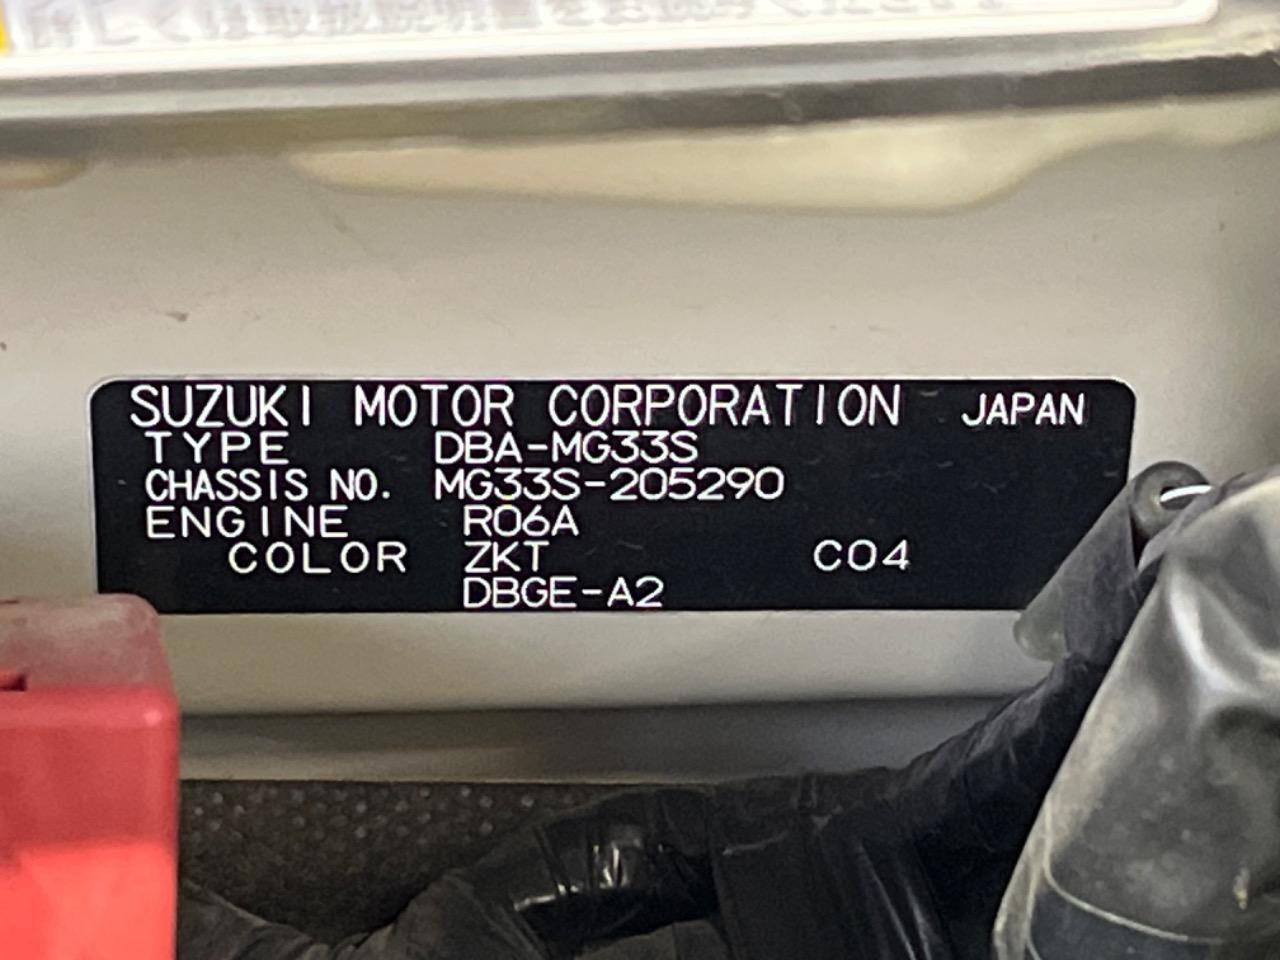 SUZUKI MOTOR CORPORATION JAPAN
TYPE DBA-MG33S
CHASSIS NO. MG33S-205290
ENGINE R06A
COLOR ZKT C04
DBGE-A2